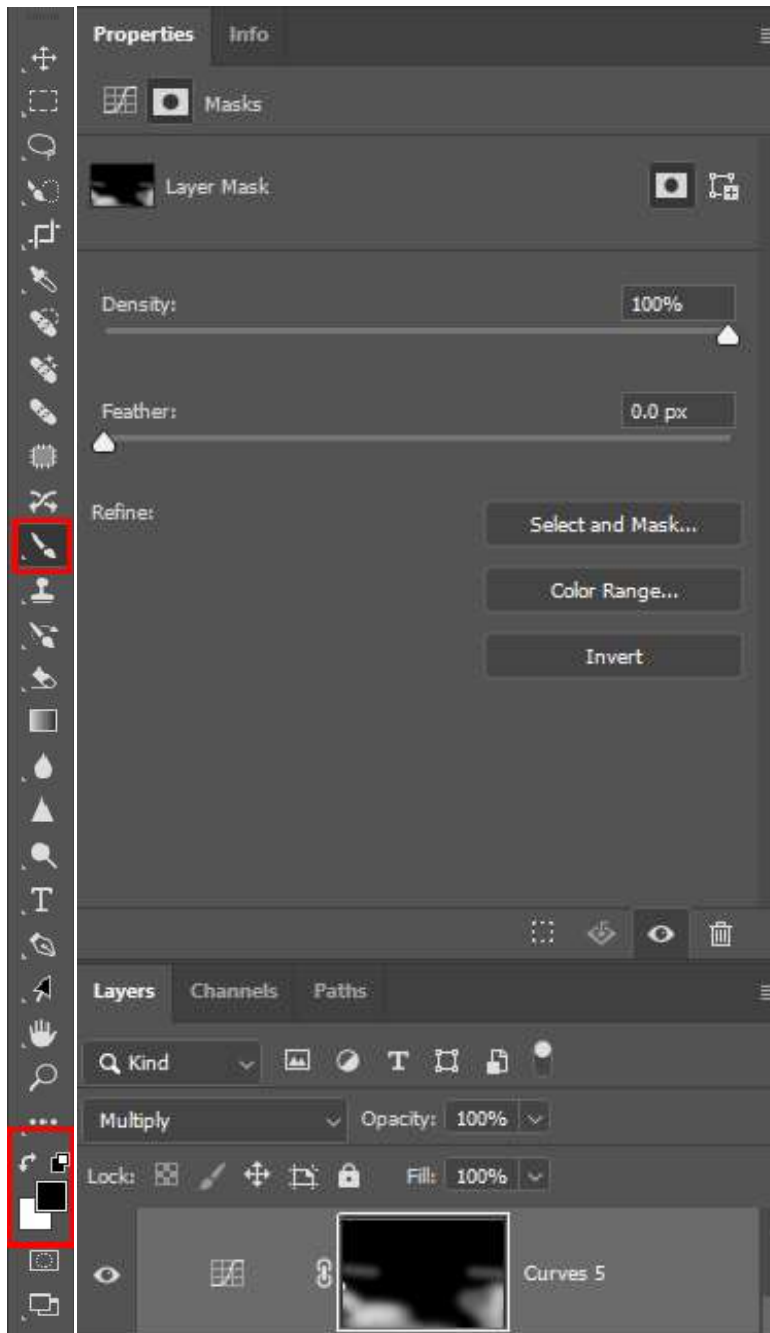 Properties Info
Masks
Layer Mask
Density: 100%
Feather: 0.0 px
Refine:
Select and Mask...
Color Range...
Invert
Layers Channels Paths
Kind
Multiply Opacity: 100%
Lock: Fill: 100%
Curves 5